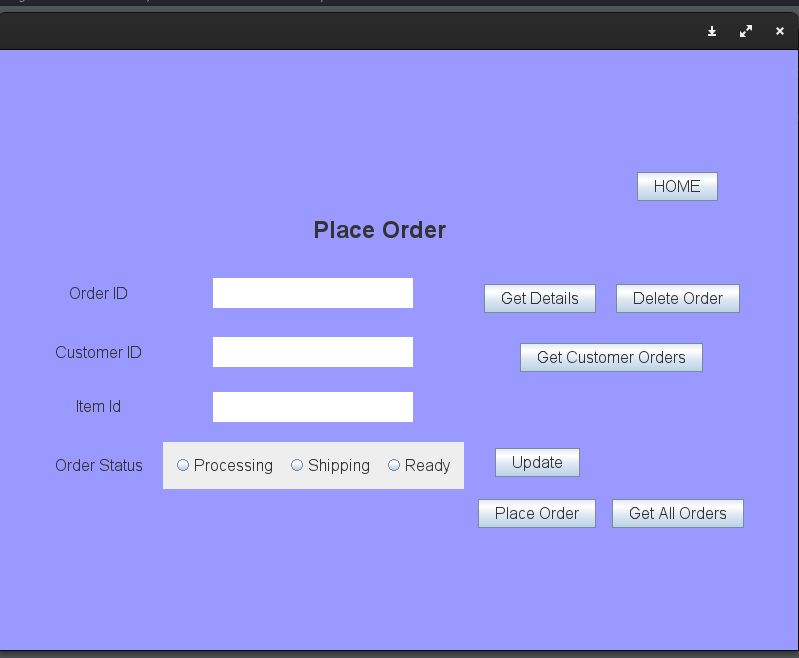 HOME
Place Order
Order ID
Get Details
Delete Order
Customer ID
Get Customer Orders
Item Id
Order Status
Processing
Shipping
Ready
Update
Place Order
Get All Orders